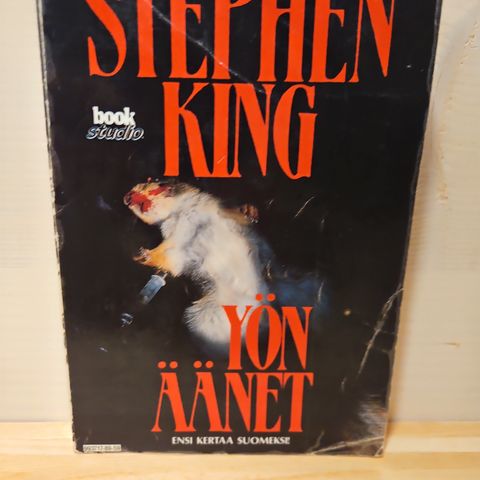 STEPHEN
KING
book
studio
YÖN
ÄÄNET
ENSI KERTAA SUOMEKSI!